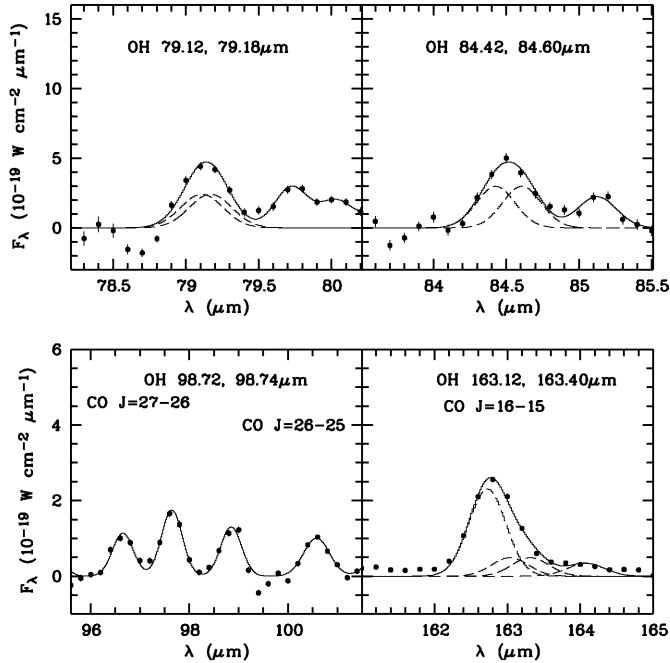 15
10
5
0
F_λ (10^−19 W cm^−2 μm^−1)
OH 79.12, 79.18μm
OH 84.42, 84.60μm
78.5 79 79.5 80
84 84.5 85 85.5
λ (μm)
λ (μm)
6
4
2
0
F_λ (10^−19 W cm^−2 μm^−1)
OH 98.72, 98.74μm
CO J=27−26
CO J=26−25
OH 163.12, 163.40μm
CO J=16−15
96 98 100
162 163 164 165
λ (μm)
λ (μm)